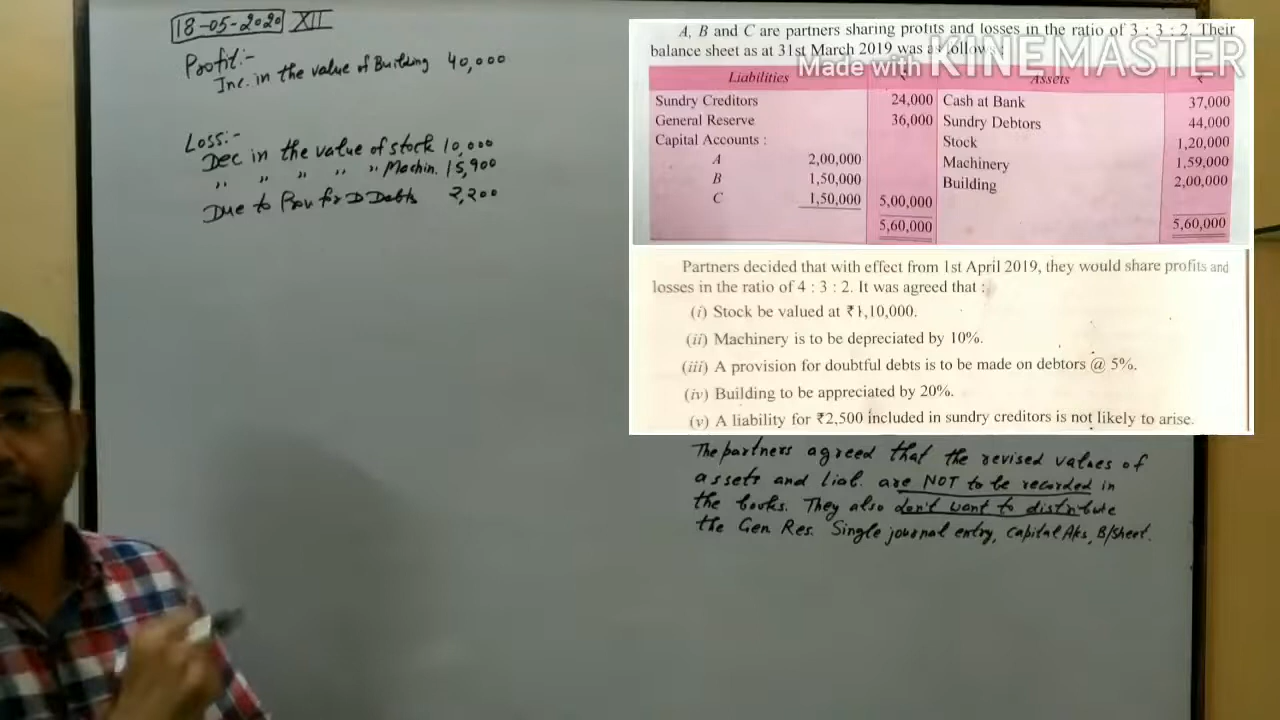 18-05-2020 XII
Profit:-
Inc. in the value of Building 40,000
Loss:-
Dec in the value of stock 10,000
" " " " " Machin. 15,900
Due to Prov for D Debts 2,200
A, B and C are partners sharing profits and losses in the ratio of 3 : 3 : 2. Their
balance sheet as at 31st March 2019 was as follows:
Made with KINEMASTER
Liabilities ₹ Assets ₹
Sundry Creditors 24,000 Cash at Bank 37,000
General Reserve 36,000 Sundry Debtors 44,000
Capital Accounts : Stock 1,20,000
A 2,00,000 Machinery 1,59,000
B 1,50,000 Building 2,00,000
C 1,50,000 5,00,000
5,60,000 5,60,000
Partners decided that with effect from 1st April 2019, they would share profits and
losses in the ratio of 4 : 3 : 2. It was agreed that :
(i) Stock be valued at ₹1,10,000.
(ii) Machinery is to be depreciated by 10%.
(iii) A provision for doubtful debts is to be made on debtors @ 5%.
(iv) Building to be appreciated by 20%.
(v) A liability for ₹2,500 included in sundry creditors is not likely to arise.
The partners agreed that the revised values of
assets and Liab. are NOT to be recorded in
the books. They also don't want to distribute
the Gen Res. Single journal entry, Capital A/cs, B/Sheet.